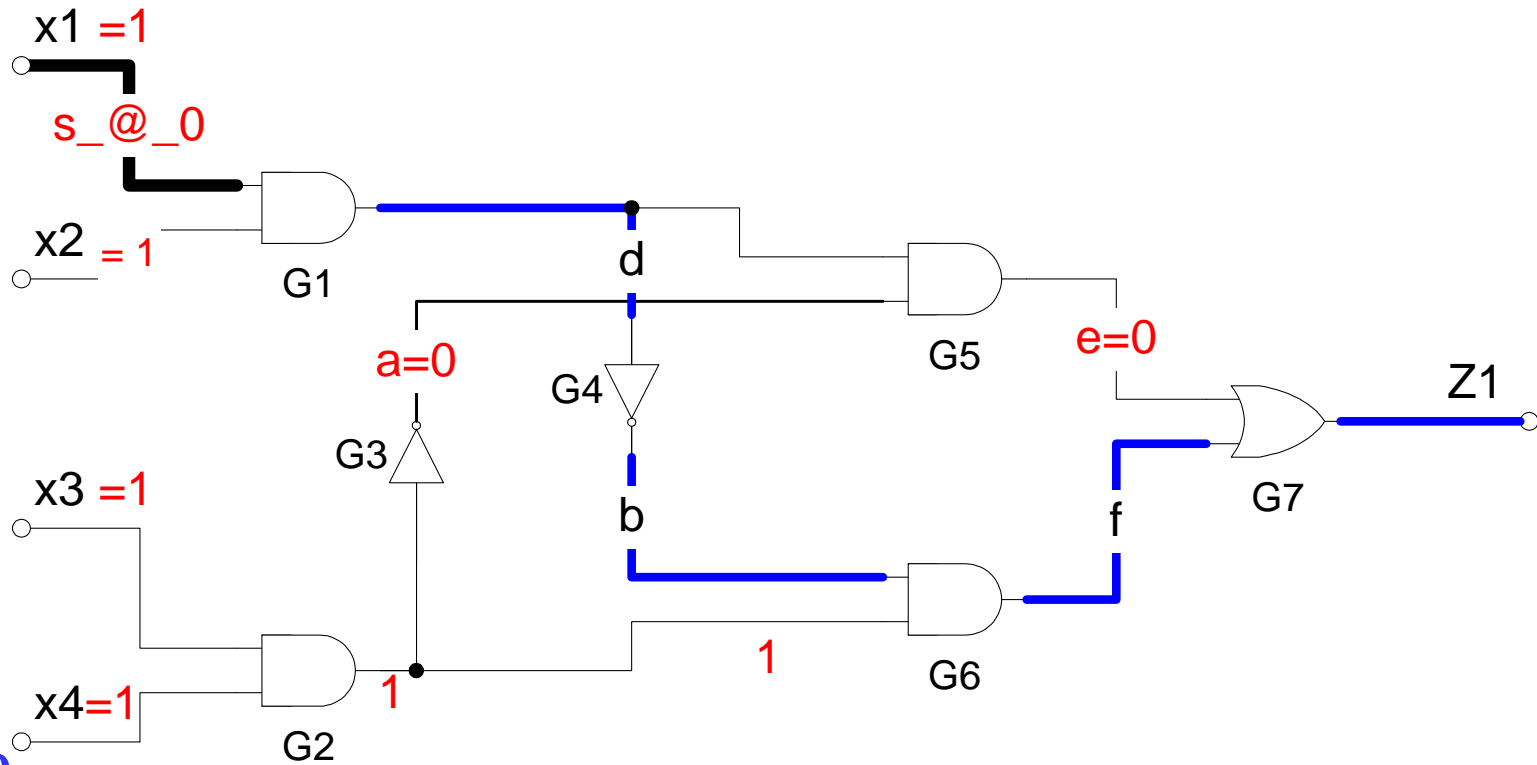 x1 =1
s_@_0
x2 = 1
G1
d
a=0
G5
e=0
G4
Z1
G3
x3 =1
b
f
G7
1
G6
x4=1
1
G2